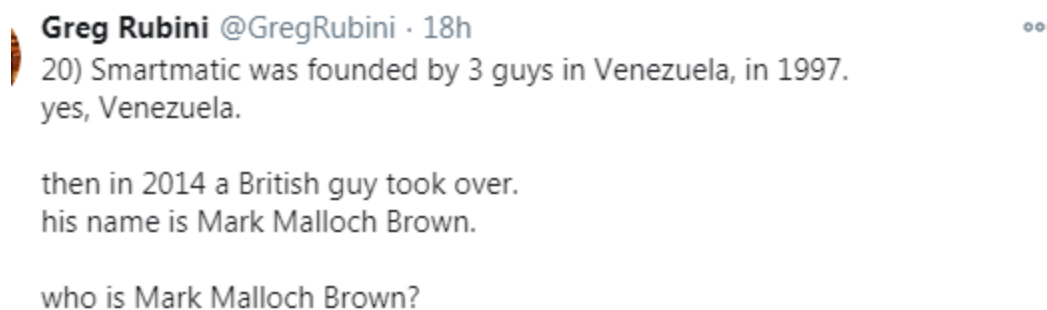 Greg Rubini @GregRubini · 18h
20) Smartmatic was founded by 3 guys in Venezuela, in 1997.
yes, Venezuela.
then in 2014 a British guy took over.
his name is Mark Malloch Brown.
who is Mark Malloch Brown?